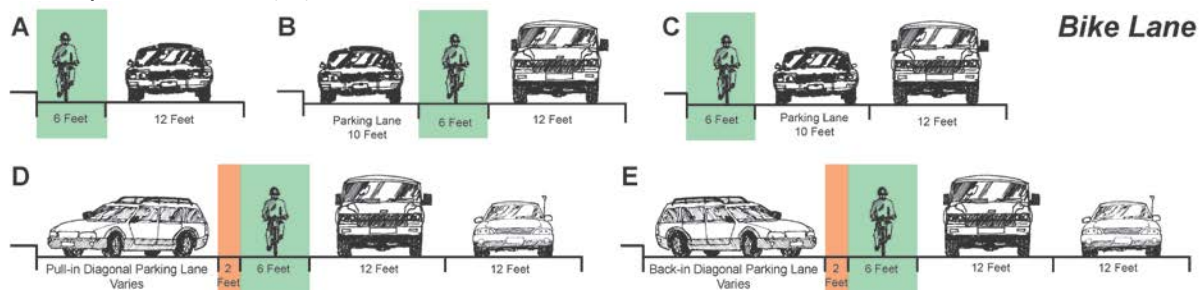 A
B
C
Bike Lane
6 Feet
12 Feet
Parking Lane
10 Feet
6 Feet
12 Feet
6 Feet
Parking Lane
10 Feet
12 Feet
D
E
Pull-in Diagonal Parking Lane
Varies
2
Feet
6 Feet
12 Feet
12 Feet
Back-in Diagonal Parking Lane
Varies
2
Feet
6 Feet
12 Feet
12 Feet